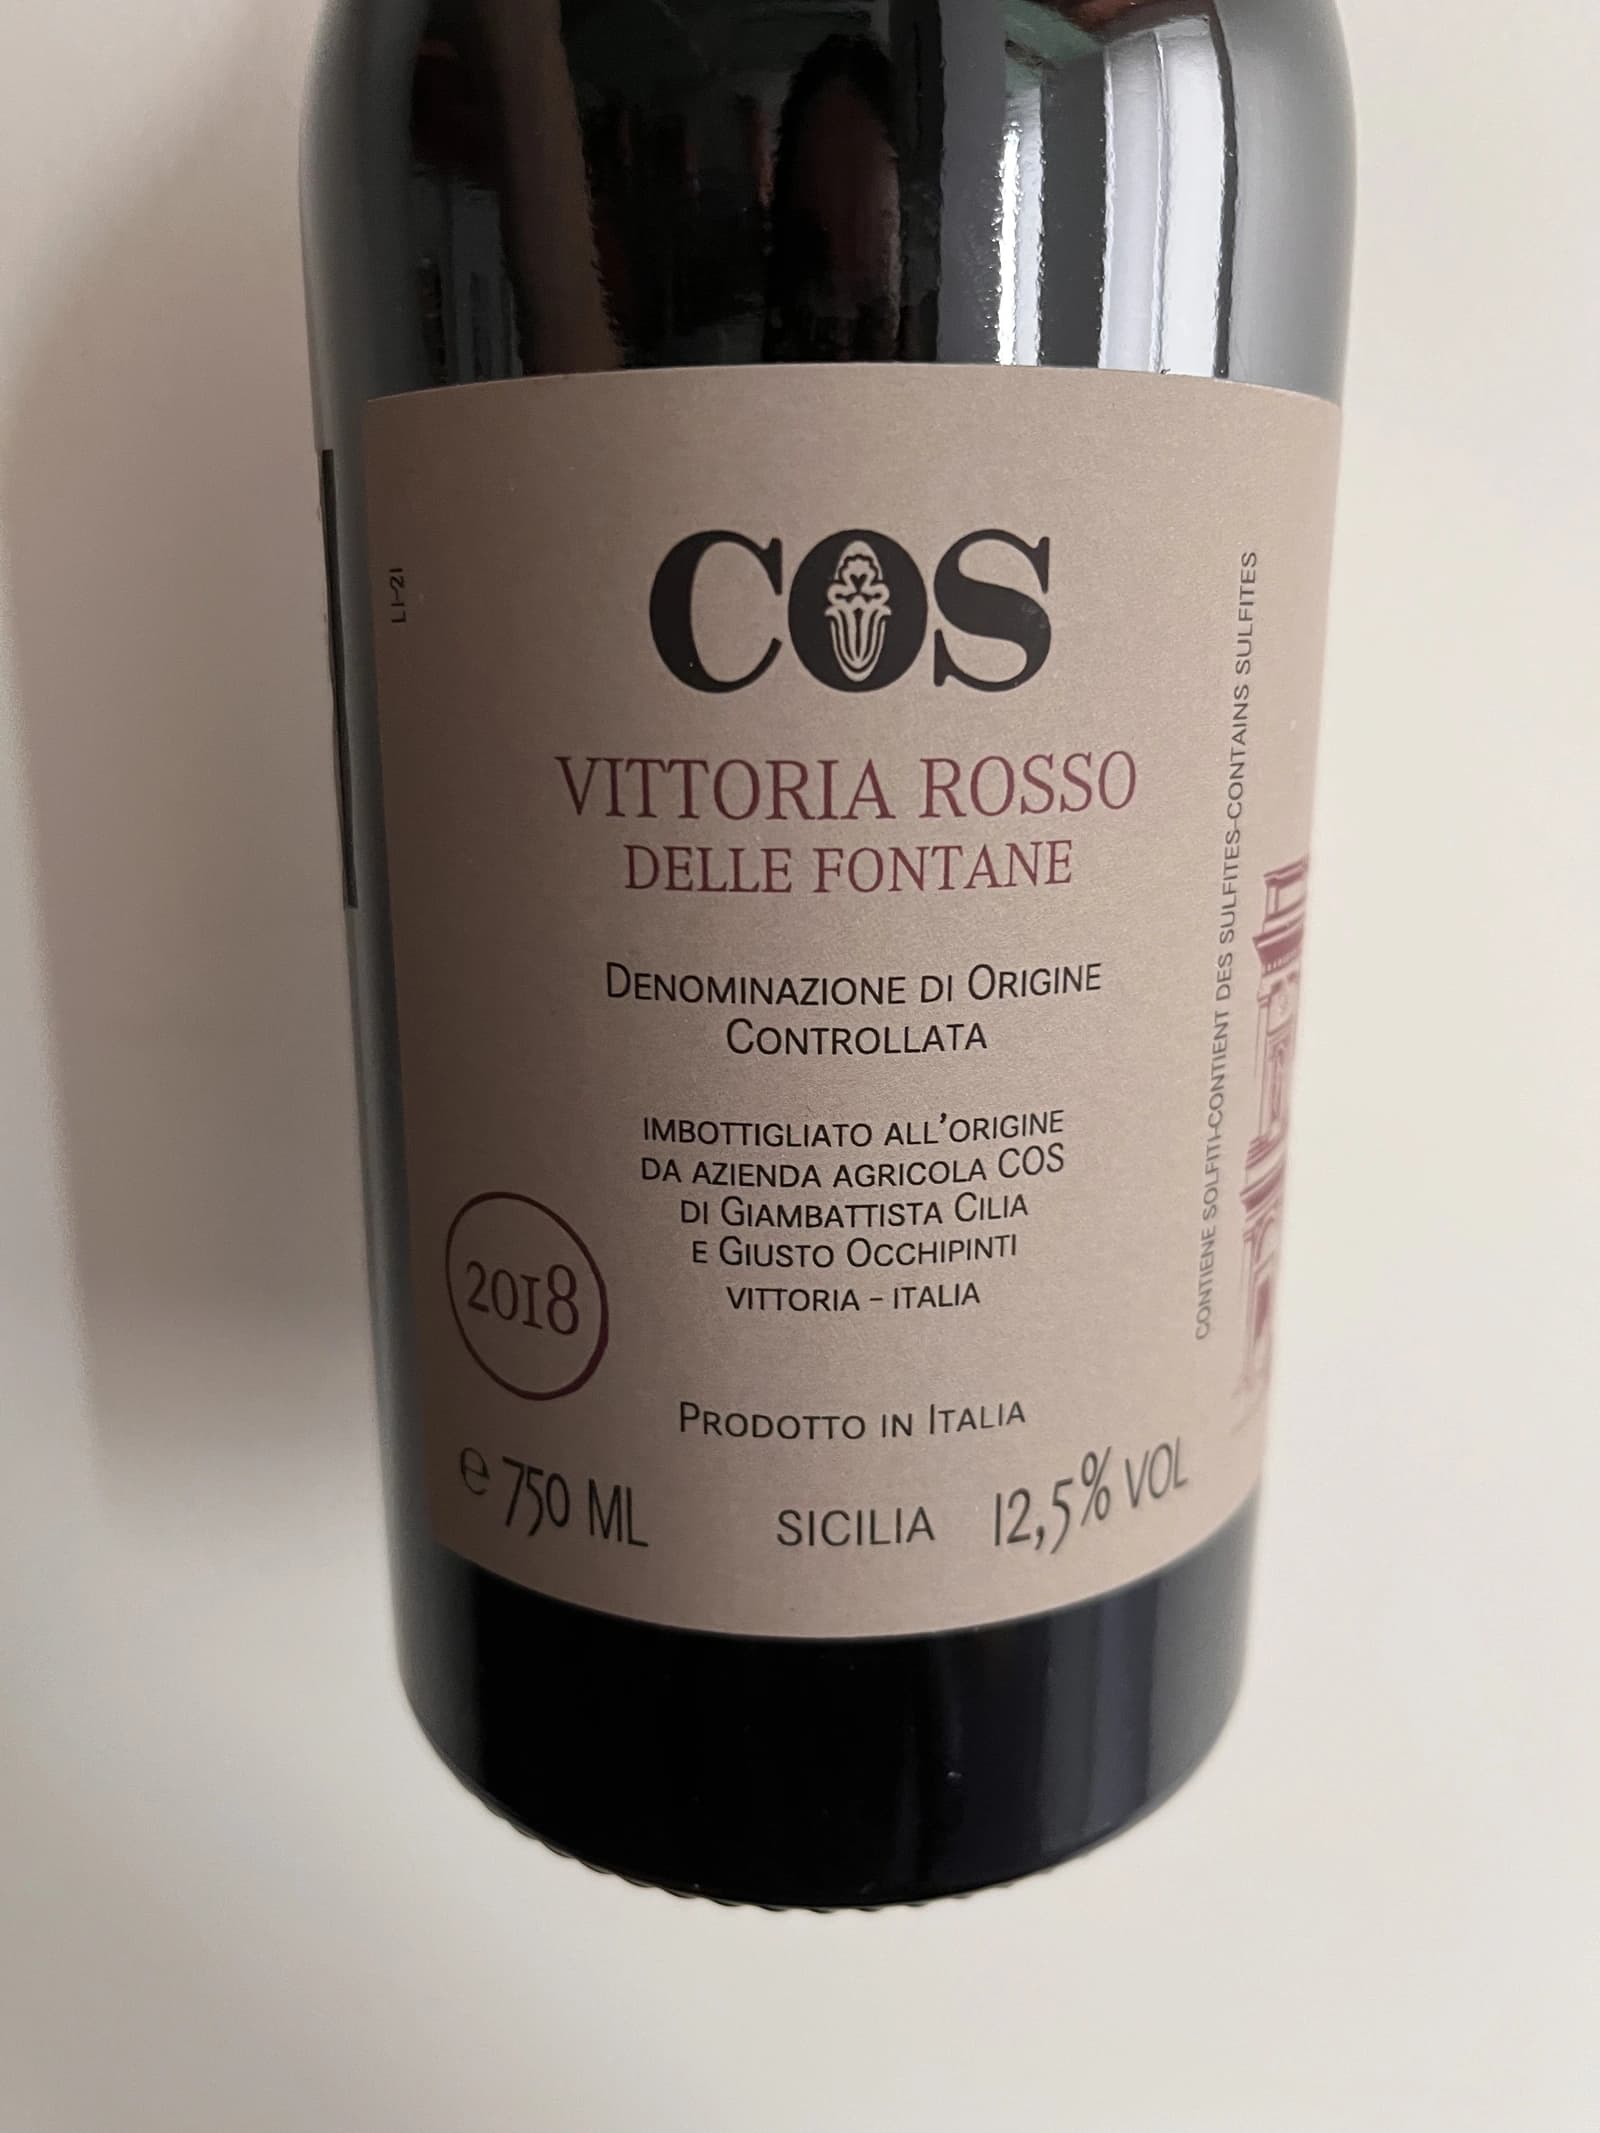 COS
VITTORIA ROSSO
DELLE FONTANE
DENOMINAZIONE DI ORIGINE
CONTROLLATA
IMBOTTIGLIATO ALL'ORIGINE
DA AZIENDA AGRICOLA COS
DI GIAMBATTISTA CILIA
E GIUSTO OCCHIPINTI
VITTORIA - ITALIA
2018
PRODOTTO IN ITALIA
e 750 ML
SICILIA
12,5% VOL
L1-21
CONTIENE SOLFITI-CONTIENT DES SULFITES-CONTAINS SULFITES